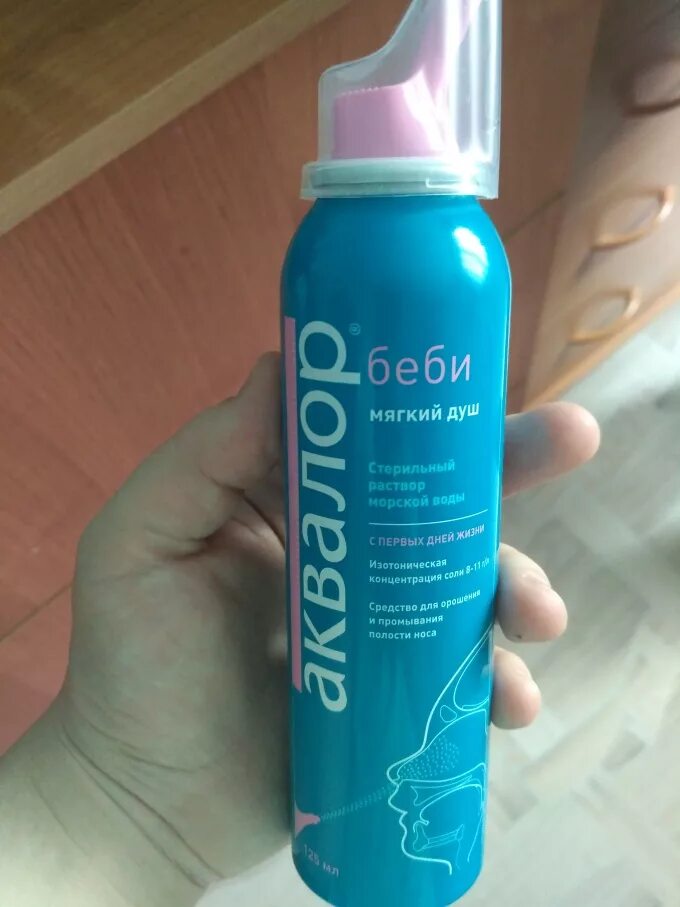 аквалор®
беби
мягкий душ
Стерильный
раствор
морской воды
С ПЕРВЫХ ДНЕЙ ЖИЗНИ
Изотоническая
концентрация соли 8-11 г/л
Средство для орошения
и промывания
полости носа
125 мл